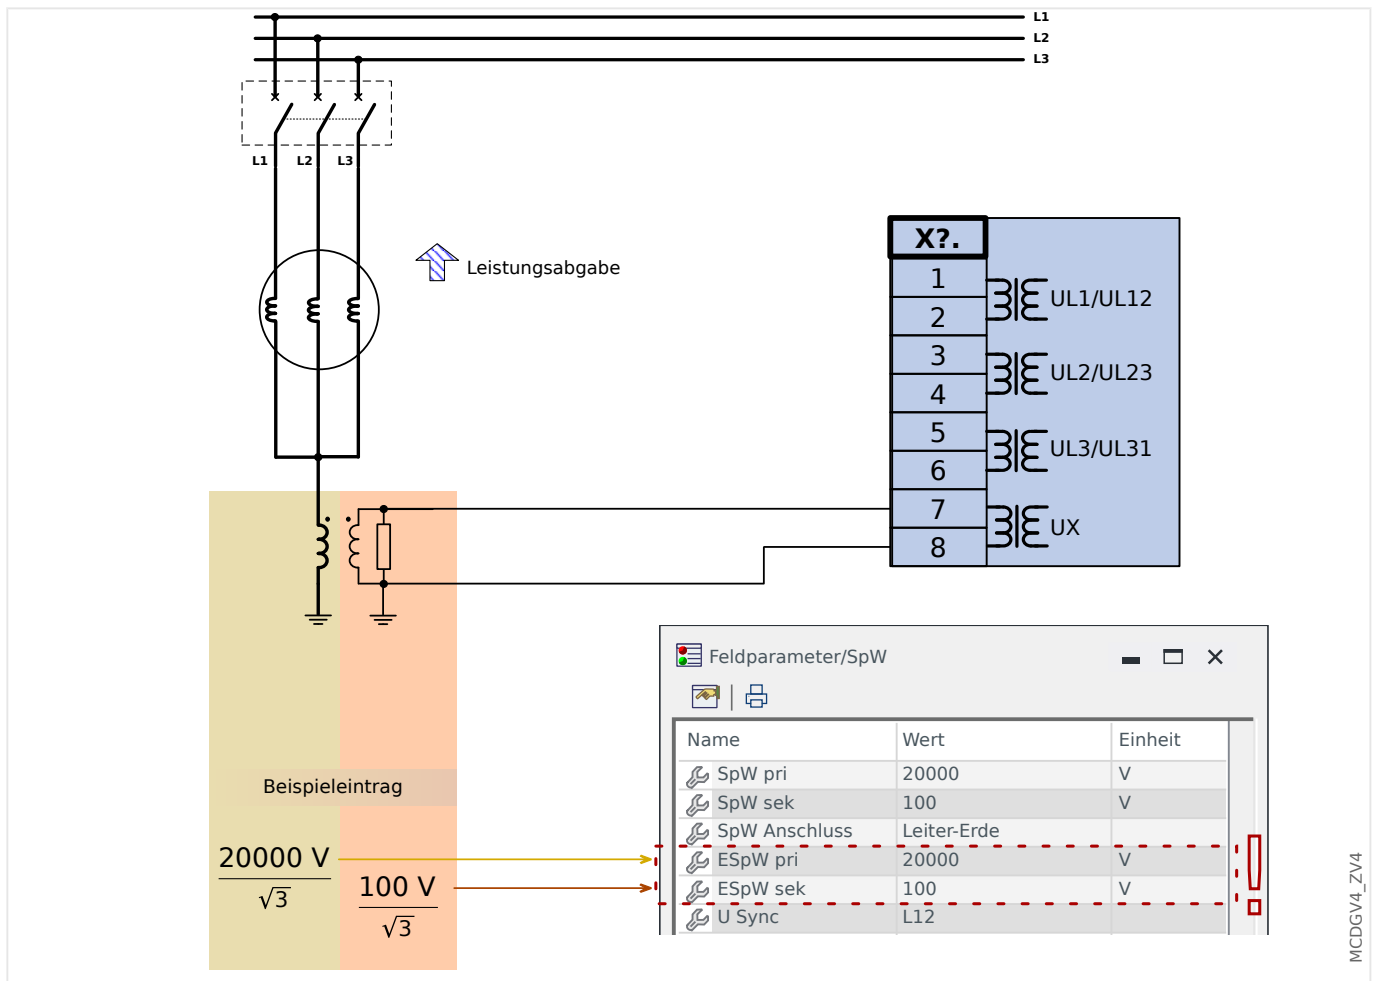 L1
L2
L3
L1 L2 L3
Leistungsabgabe
X?.
1
2
3
4
5
6
7
8
UL1/UL12
UL2/UL23
UL3/UL31
UX
Beispieleintrag
20000 V
√3
100 V
√3
Feldparameter/SpW
Name Wert Einheit
SpW pri 20000 V
SpW sek 100 V
SpW Anschluss Leiter-Erde
ESpW pri 20000 V
ESpW sek 100 V
U Sync L12
MCDGV4_ZV4